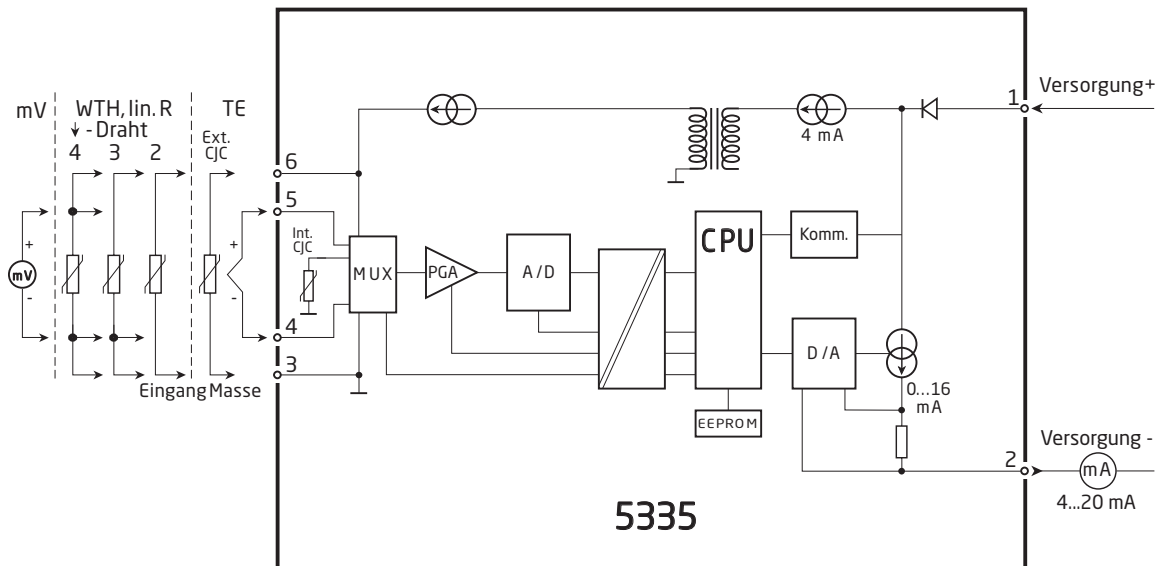 mV
WTH, lin. R
- Draht
4 3 2
TE
Ext.
CJC
+
-
mV
+
-
Eingang Masse
6
5
4
3
Int.
CJC
MUX
PGA
A/D
CPU
EEPROM
Komm.
D/A
4 mA
0...16
mA
1
Versorgung+
2
Versorgung -
mA
4...20 mA
5335